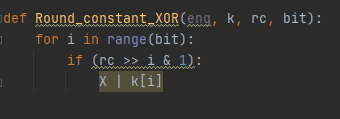 def Round_constant_XOR(eng, k, rc, bit):
    for i in range(bit):
        if (rc >> i & 1):
            X | k[i]